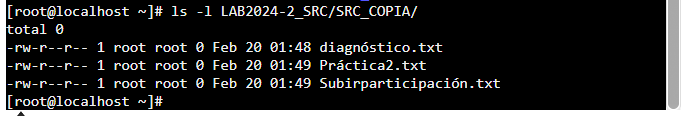 [root@localhost ~]# ls -l LAB2024-2_SRC/SRC_COPIA/
total 0
-rw-r--r-- 1 root root 0 Feb 20 01:48 diagnóstico.txt
-rw-r--r-- 1 root root 0 Feb 20 01:49 Práctica2.txt
-rw-r--r-- 1 root root 0 Feb 20 01:49 Subirparticipación.txt
[root@localhost ~]#